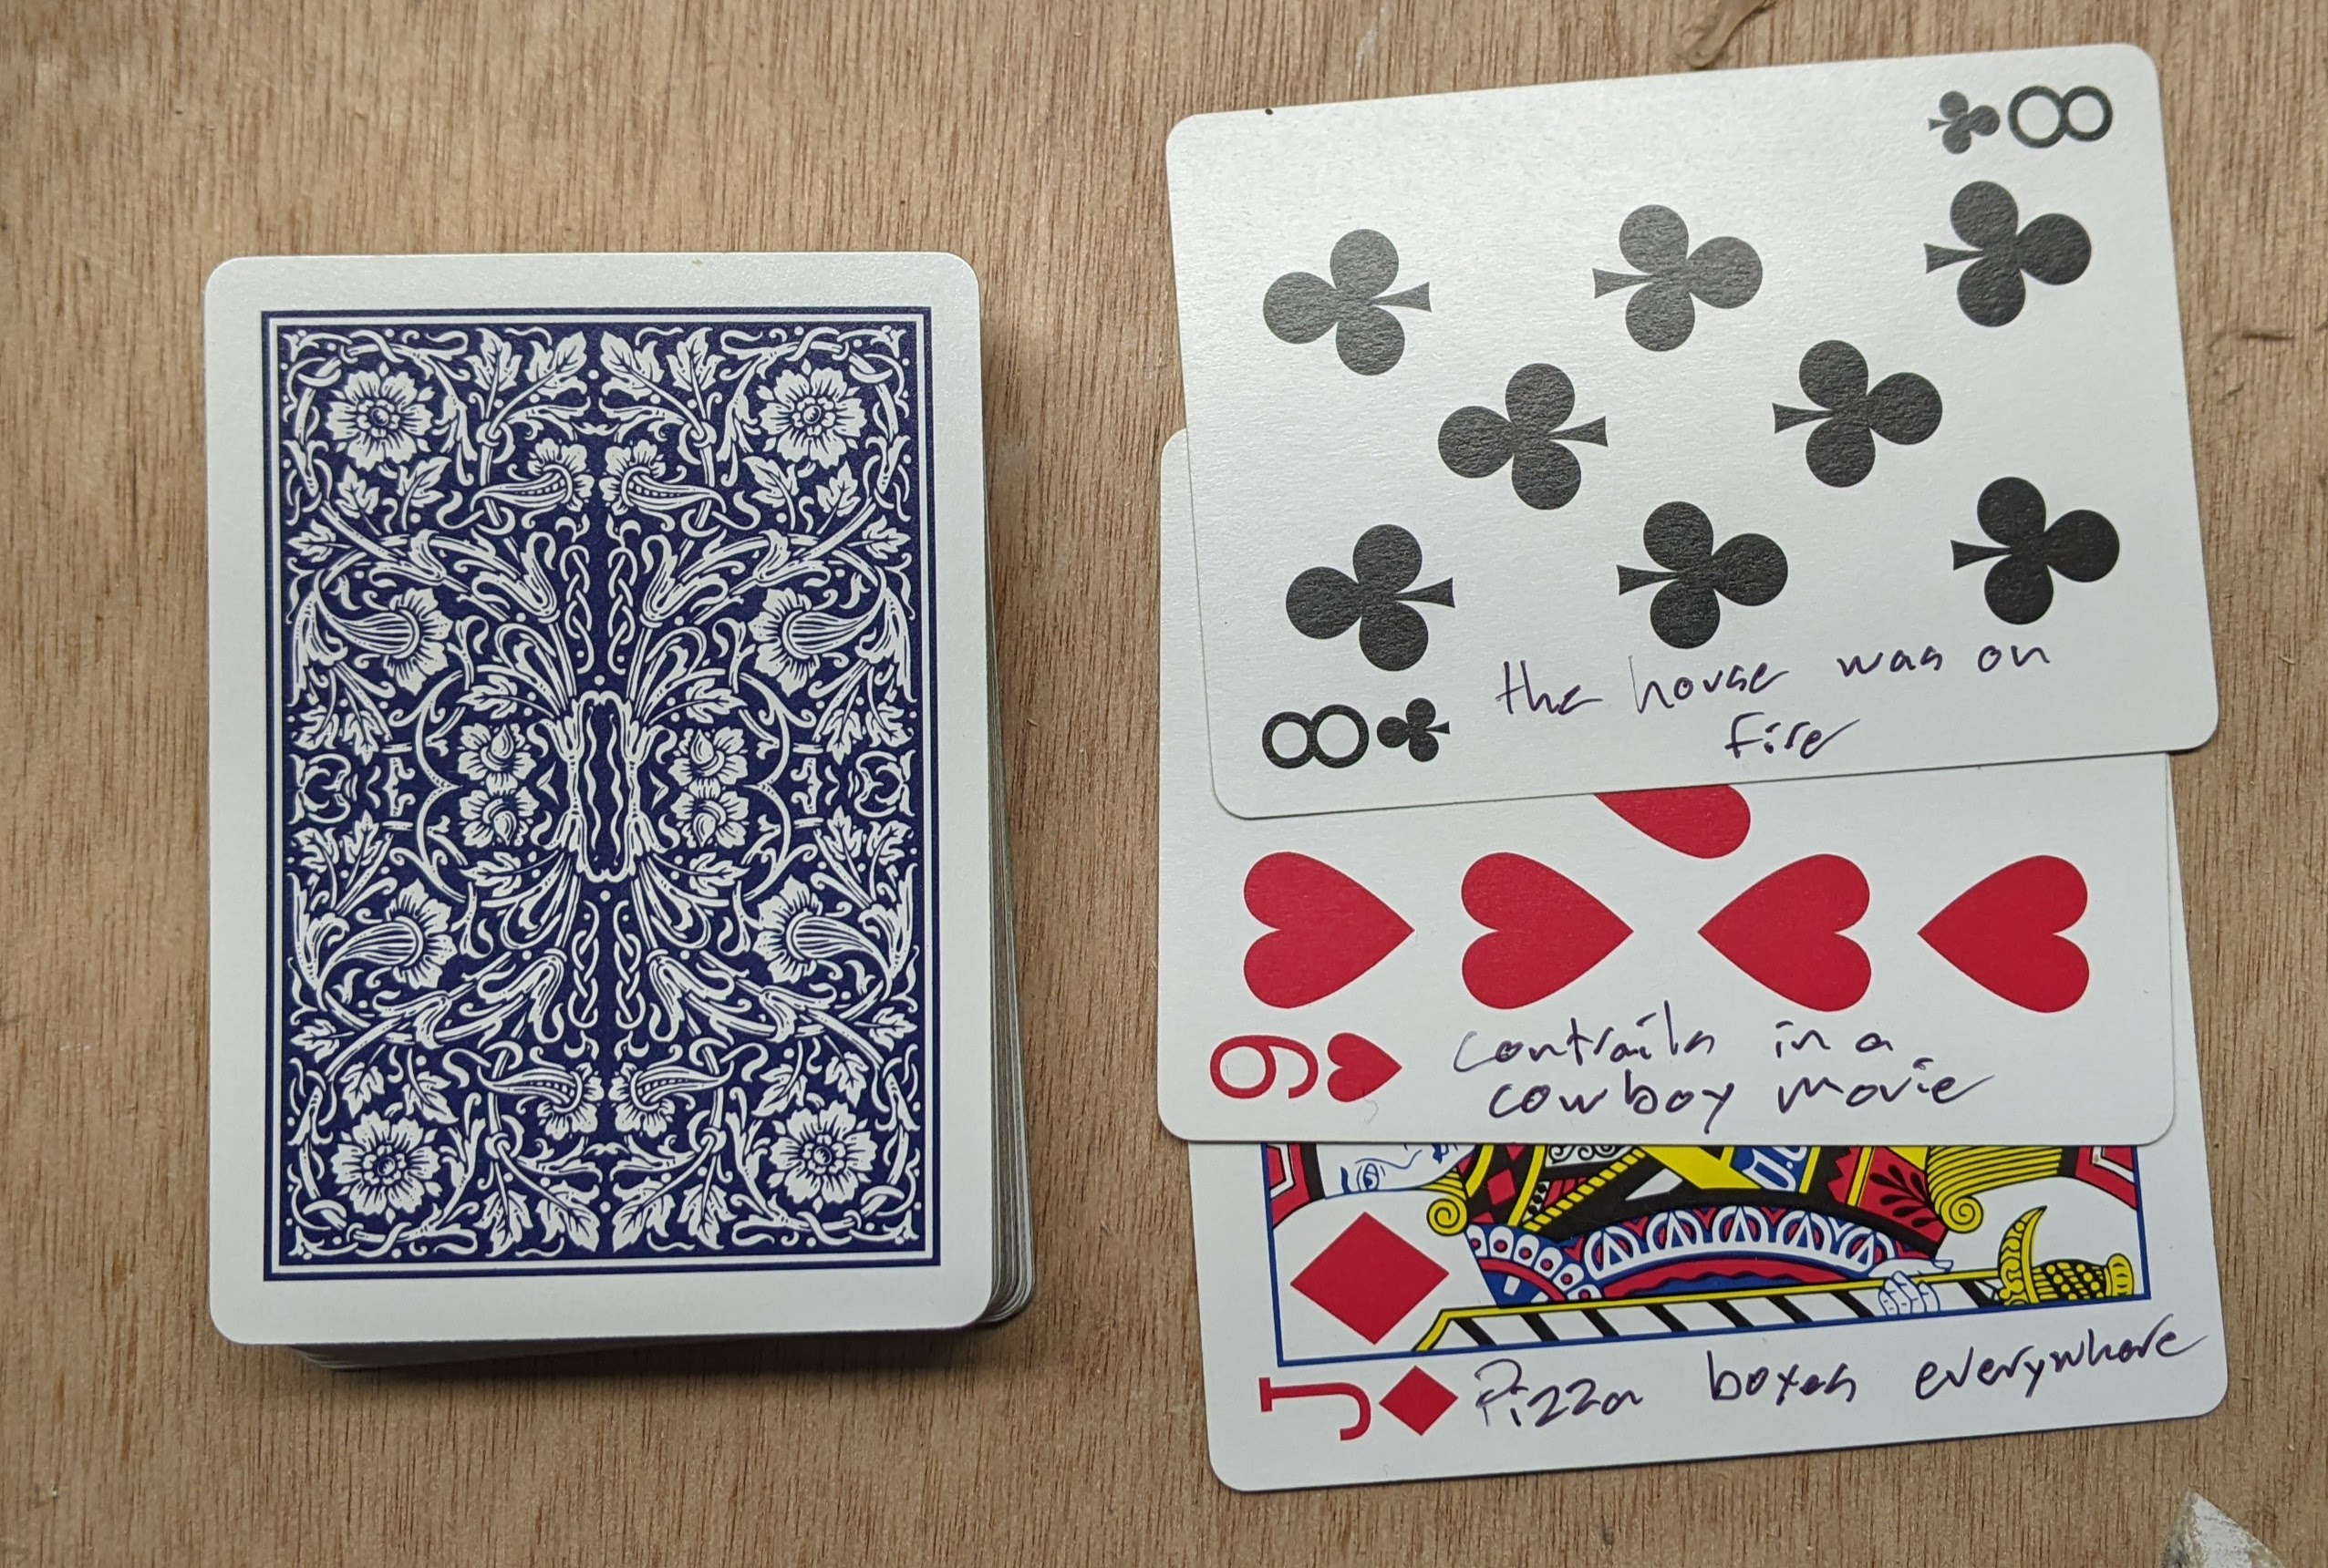 8
8
the house was on
fire
9
contrails in a
cowboy movie
J
Pizza boxes everywhere